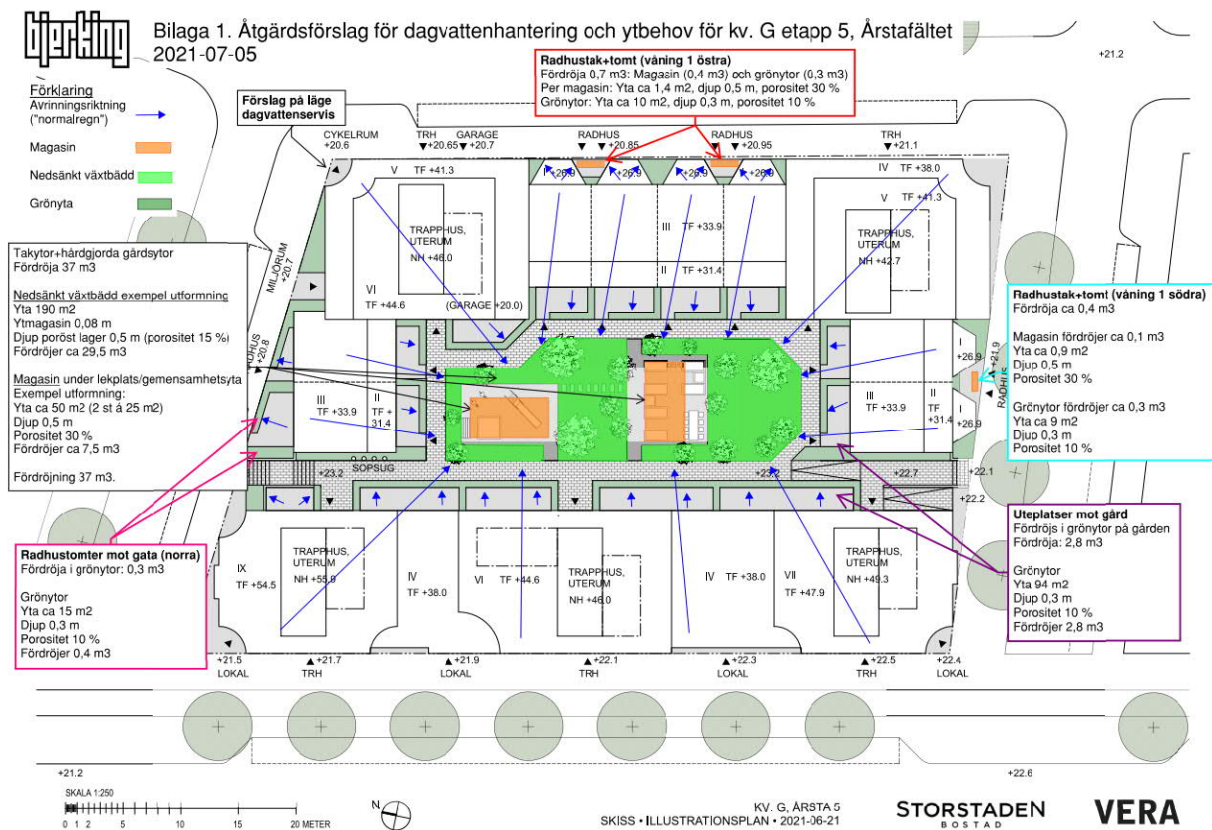 bjerking
Bilaga 1. Åtgärdsförslag för dagvattenhantering och ytbehov för kv. G etapp 5, Årstafältet
2021-07-05
Förklaring
Avrinningsriktning
("normalregn")
Magasin
Nedsänkt växtbädd
Grönyta
Förslag på läge
dagvattenservis
Radhustak+tomt (våning 1 östra)
Fördröja 0,7 m3: Magasin (0,4 m3) och grönytor (0,3 m3)
Per magasin: Yta ca 1,4 m2, djup 0,5 m, porositet 30 %
Grönytor: Yta ca 10 m2, djup 0,3 m, porositet 10 %
+21.2
CYKELRUM
+20.6
TRH
+20.65
GARAGE
+20.7
RADHUS
+20.85
RADHUS
+20.95
TRH
+21.1
V TF +41.3
I +26.9
+26.9
+26.9
+26.9
IV TF +38.0
V TF +41.3
TRAPPHUS,
UTERUM
NH +46.0
III TF +33.9
II TF +31.4
TRAPPHUS,
UTERUM
NH +42.7
VI
TF +44.6
(GARAGE +20.0)
MILJÖRUM
+20.7
Takytor+hårdgjorda gårdsytor
Fördröja 37 m3
Nedsänkt växtbädd exempel utformning
Yta 190 m2
Ytmagasin 0,08 m
Djup poröst lager 0,5 m (porositet 15 %)
Fördröjer ca 29,5 m3
Magasin under lekplats/gemensamhetsyta
Exempel utformning:
Yta ca 50 m2 (2 st á 25 m2)
Djup 0,5 m
Porositet 30 %
Fördröjer ca 7,5 m3
Fördröjning 37 m3.
+20.8
III
TF +33.9
II
TF +
31.4
SOPSUG
+23.2
III
TF +33.9
II
TF
+31.4
I
+26.9
I
+26.9
RADHUS
+21.9
+22.7
+22.1
+22.2
Radhustak+tomt (våning 1 södra)
Fördröja ca 0,4 m3
Magasin fördröjer ca 0,1 m3
Yta ca 0,9 m2
Djup 0,5 m
Porositet 30 %
Grönytor fördröjer ca 0,3 m3
Yta ca 9 m2
Djup 0,3 m
Porositet 10 %
Uteplatser mot gård
Fördröjs i grönytor på gården
Fördröja: 2,8 m3
Grönytor
Yta 94 m2
Djup 0,3 m
Porositet 10 %
Fördröjer 2,8 m3
Radhustomter mot gata (norra)
Fördröja i grönytor: 0,3 m3
Grönytor
Yta ca 15 m2
Djup 0,3 m
Porositet 10 %
Fördröjer 0,4 m3
IX
TF +54.5
TRAPPHUS,
UTERUM
NH +55.9
IV
TF +38.0
VI TF +44.6
TRAPPHUS,
UTERUM
NH +46.0
IV TF +38.0
VII
TF +47.9
TRAPPHUS,
UTERUM
NH +49.3
+21.5
LOKAL
+21.7
TRH
+21.9
LOKAL
+22.1
TRH
+22.3
LOKAL
+22.5
TRH
+22.4
LOKAL
+21.2
+22.6
SKALA 1:250
0 1 2 5 10 15 20 METER
N
KV. G, ÅRSTA 5
SKISS • ILLUSTRATIONSPLAN • 2021-06-21
STORSTADEN
BOSTAD
VERA